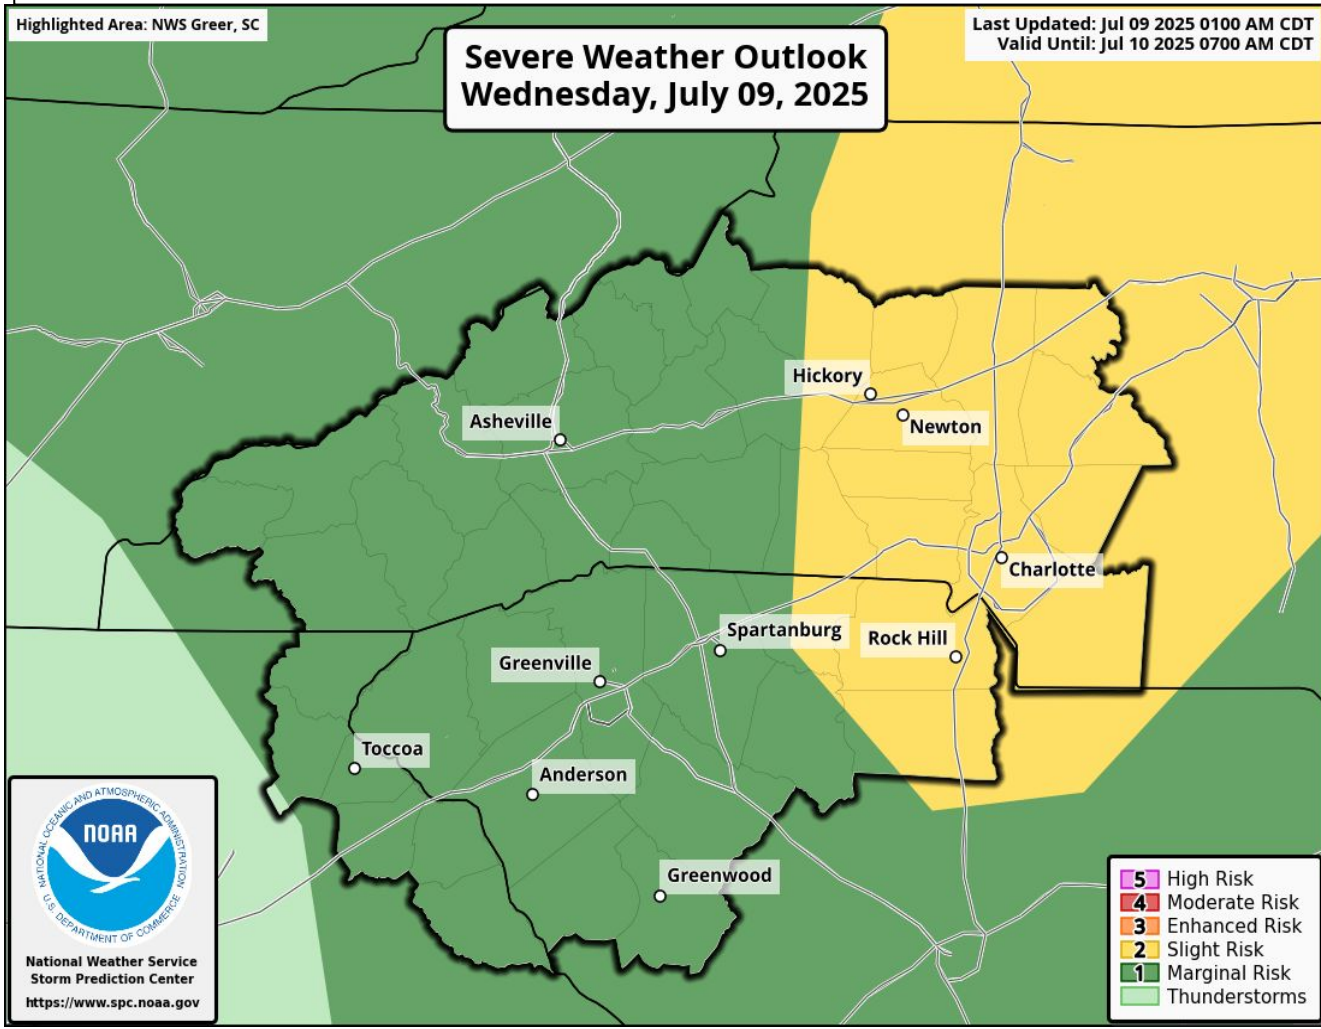 Highlighted Area: NWS Greer, SC
Last Updated: Jul 09 2025 0100 AM CDT
Valid Until: Jul 10 2025 0700 AM CDT
Severe Weather Outlook
Wednesday, July 09, 2025
Hickory
Asheville
Newton
Charlotte
Spartanburg
Rock Hill
Greenville
Toccoa
Anderson
Greenwood
NATIONAL OCEANIC AND ATMOSPHERIC ADMINISTRATION
NOAA
U.S. DEPARTMENT OF COMMERCE
National Weather Service
Storm Prediction Center
https://www.spc.noaa.gov
5 High Risk
4 Moderate Risk
3 Enhanced Risk
2 Slight Risk
1 Marginal Risk
Thunderstorms